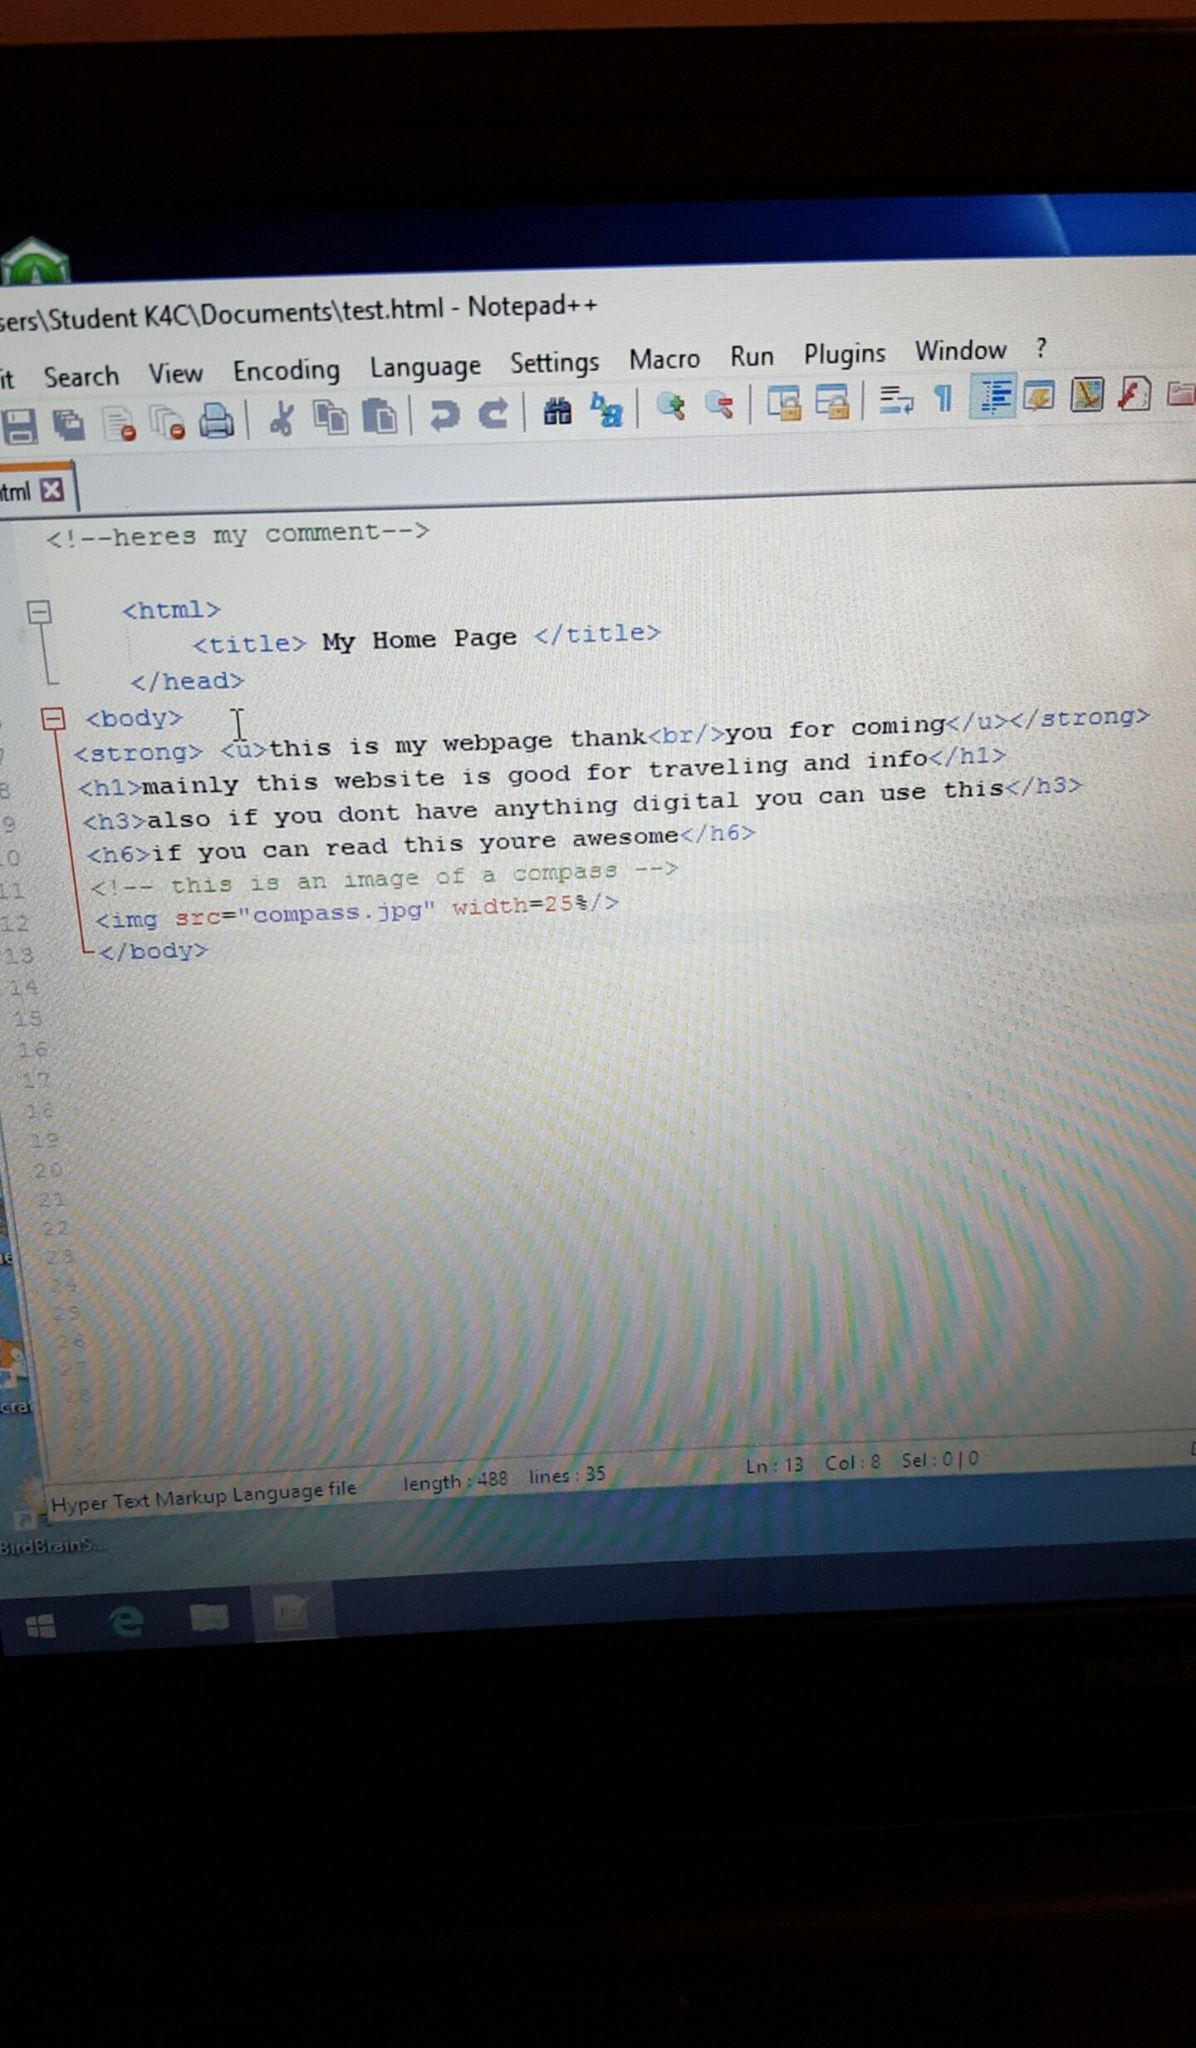 sers\Student K4C\Documents\test.html - Notepad++
it Search View Encoding Language Settings Macro Run Plugins Window ?
tml
<!--heres my comment-->
<html>
<title> My Home Page </title>
</head>
<body>
<strong> <u>this is my webpage thank<br/>you for coming</u></strong>
8 <h1>mainly this website is good for traveling and info</h1>
9 <h3>also if you dont have anything digital you can use this</h3>
0 <h6>if you can read this youre awesome</h6>
11 <!-- this is an image of a compass -->
12 <img src="compass.jpg" width=25%/>
13 </body>
14
15
16
17
18
19
20
21
22
23
24
25
26
27
28
29
30
Hyper Text Markup Language file length : 488 lines : 35 Ln : 13 Col : 8 Sel : 0 | 0
BirdBrainS...
DELL